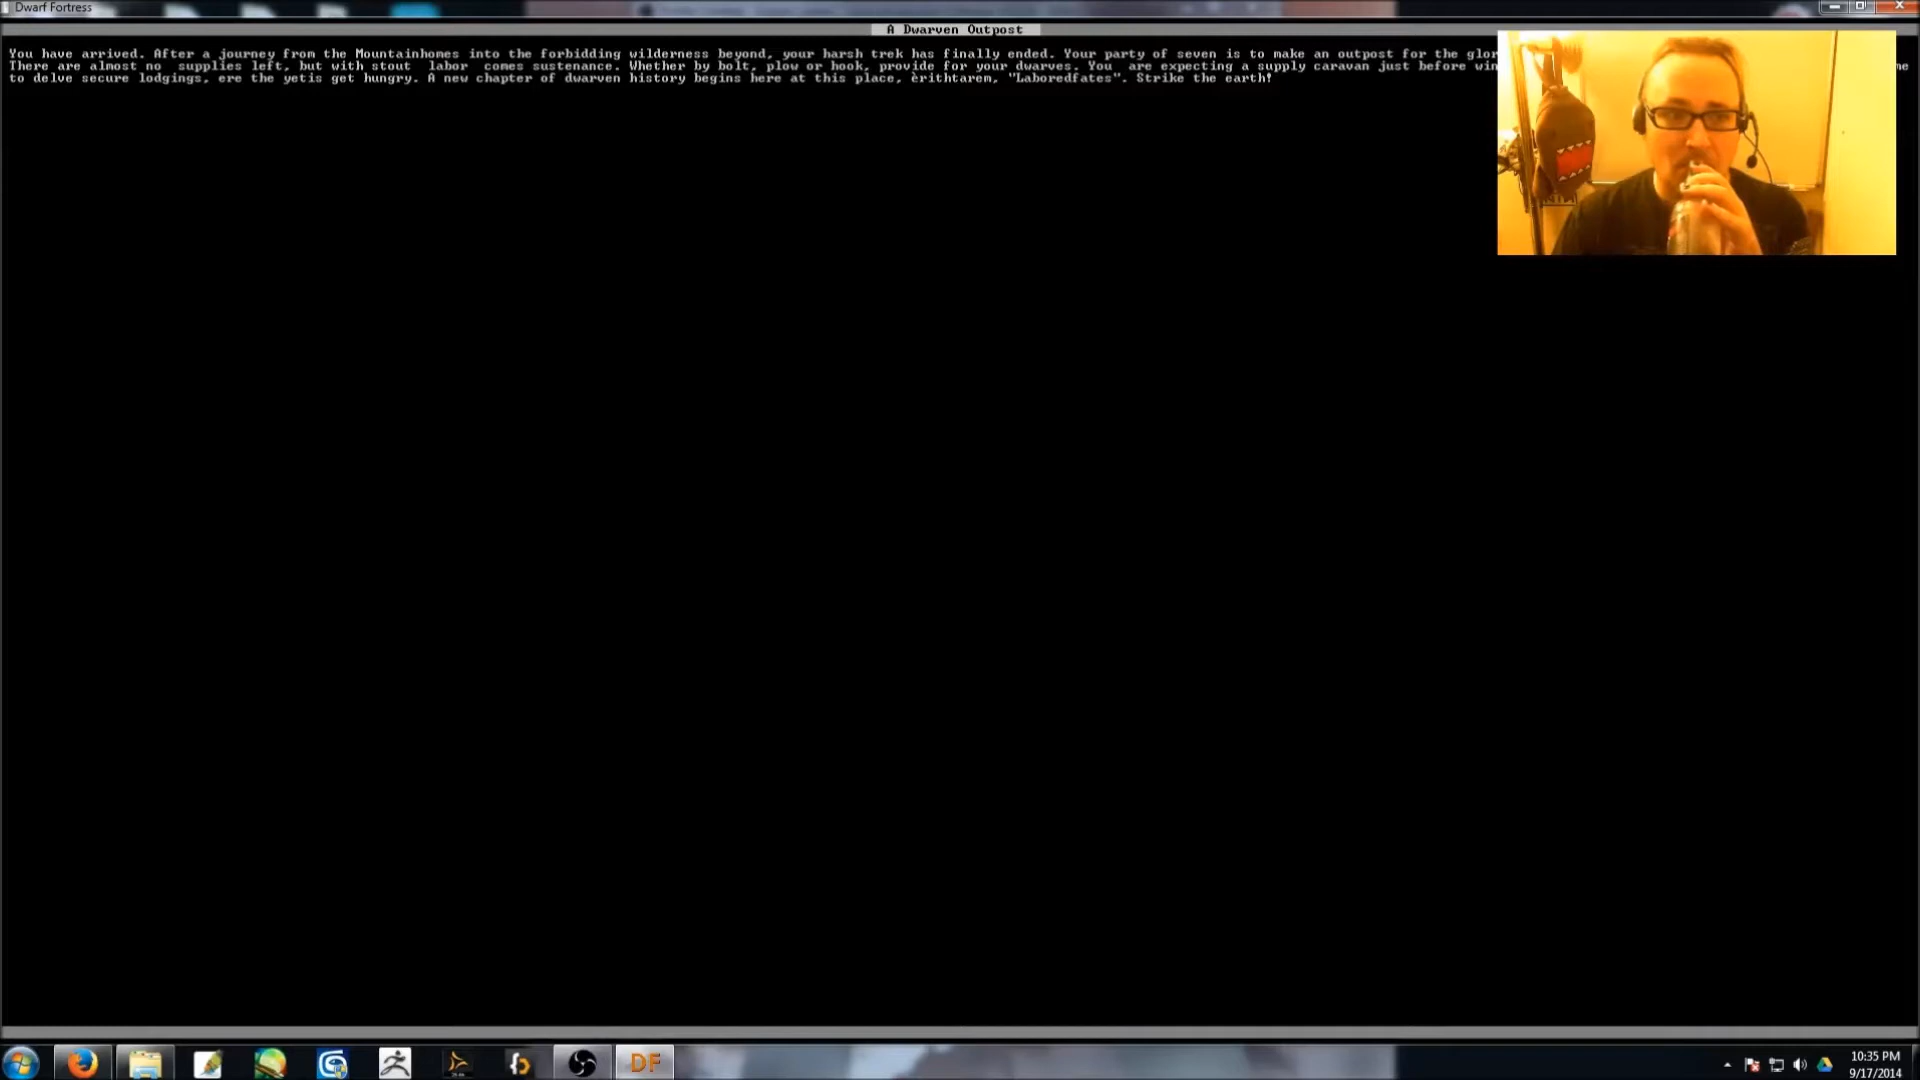 Dwarf Fortress
A Dwarven Outpost
You have arrived. After a journey from the Mountainhomes into the forbidding wilderness beyond, your harsh trek has finally ended. Your party of seven is to make an outpost for the glor
There are almost no supplies left, but with stout labor comes sustenance. Whether by bolt, plow or hook, provide for your dwarves. You are expecting a supply caravan just before win me
to delve secure lodgings, ere the yetis get hungry. A new chapter of dwarven history begins here at this place, èrithtarem, "Laboredfates". Strike the earth!
DF
10:35 PM
9/17/2014